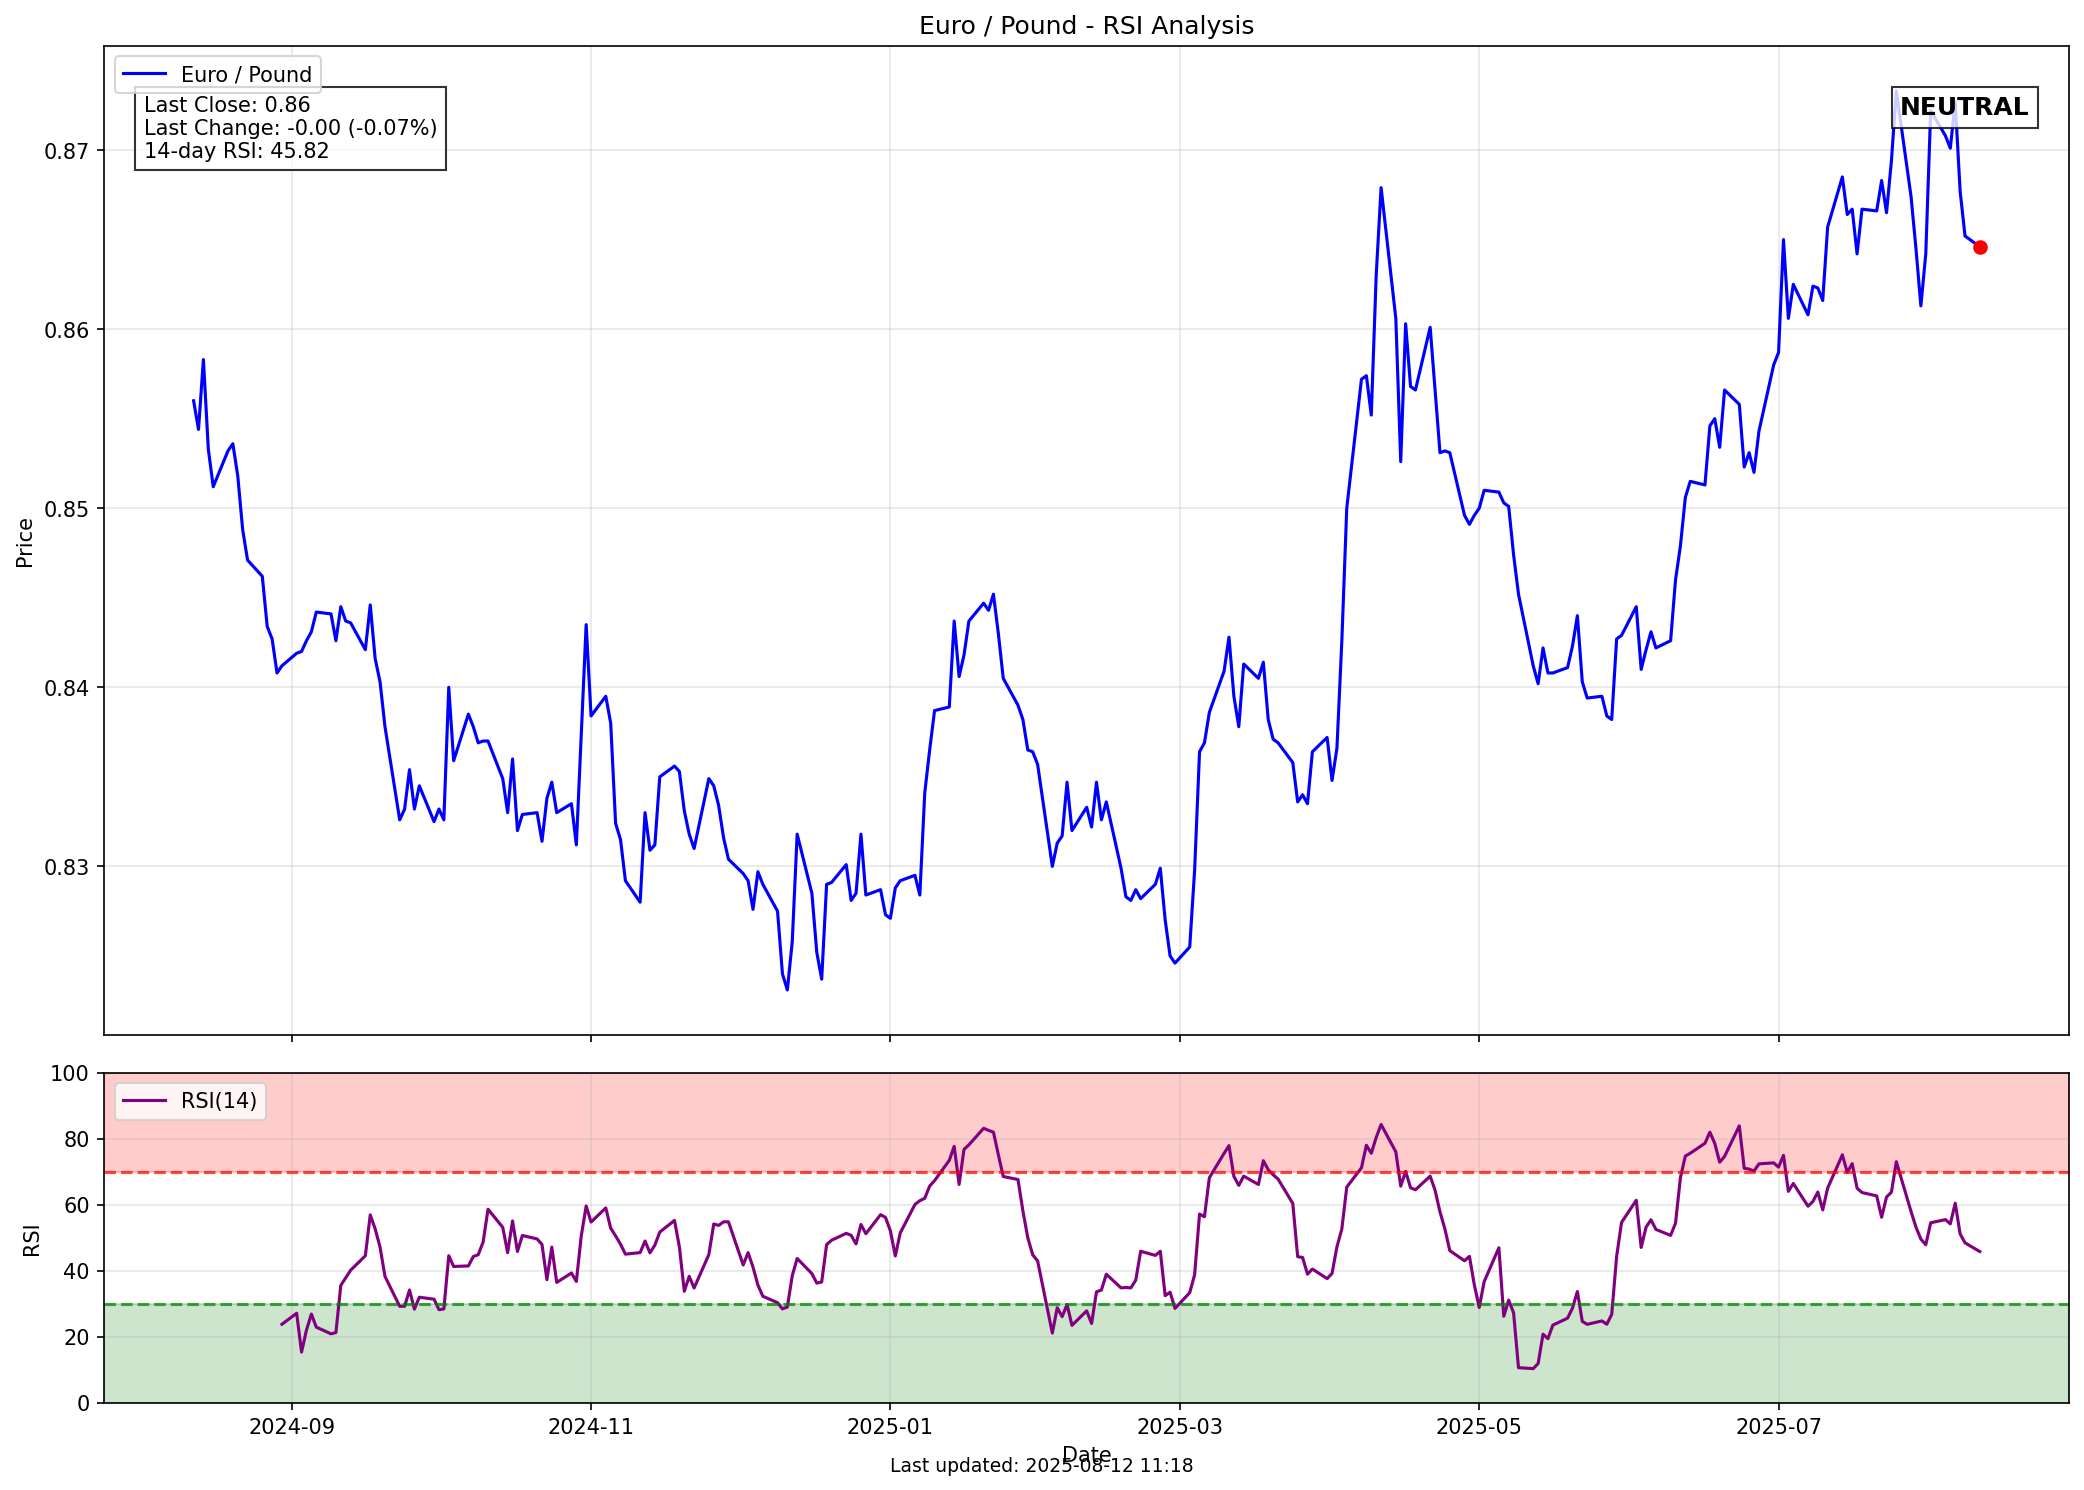 Euro / Pound - RSI Analysis
Euro / Pound
Last Close: 0.86
Last Change: -0.00 (-0.07%)
14-day RSI: 45.82
NEUTRAL
Price
0.87
0.86
0.85
0.84
0.83
RSI(14)
RSI
100
80
60
40
20
0
2024-09 2024-11 2025-01 2025-03 2025-05 2025-07
Date
Last updated: 2025-08-12 11:18